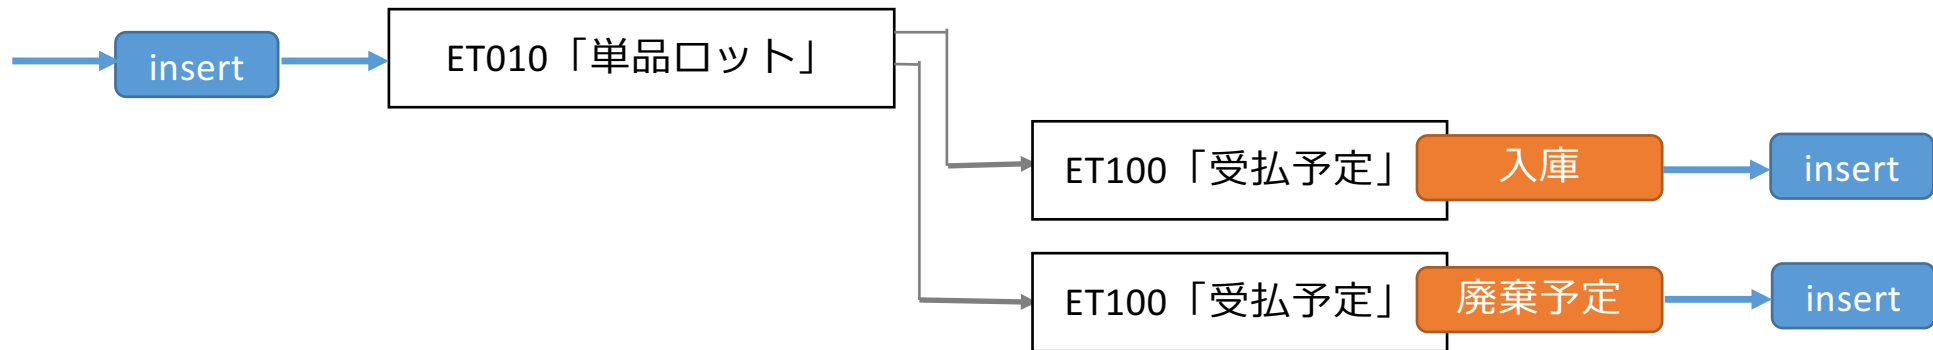 insert
ET010「単品ロット」
ET100「受払予定」
入庫
insert
ET100「受払予定」
廃棄予定
insert